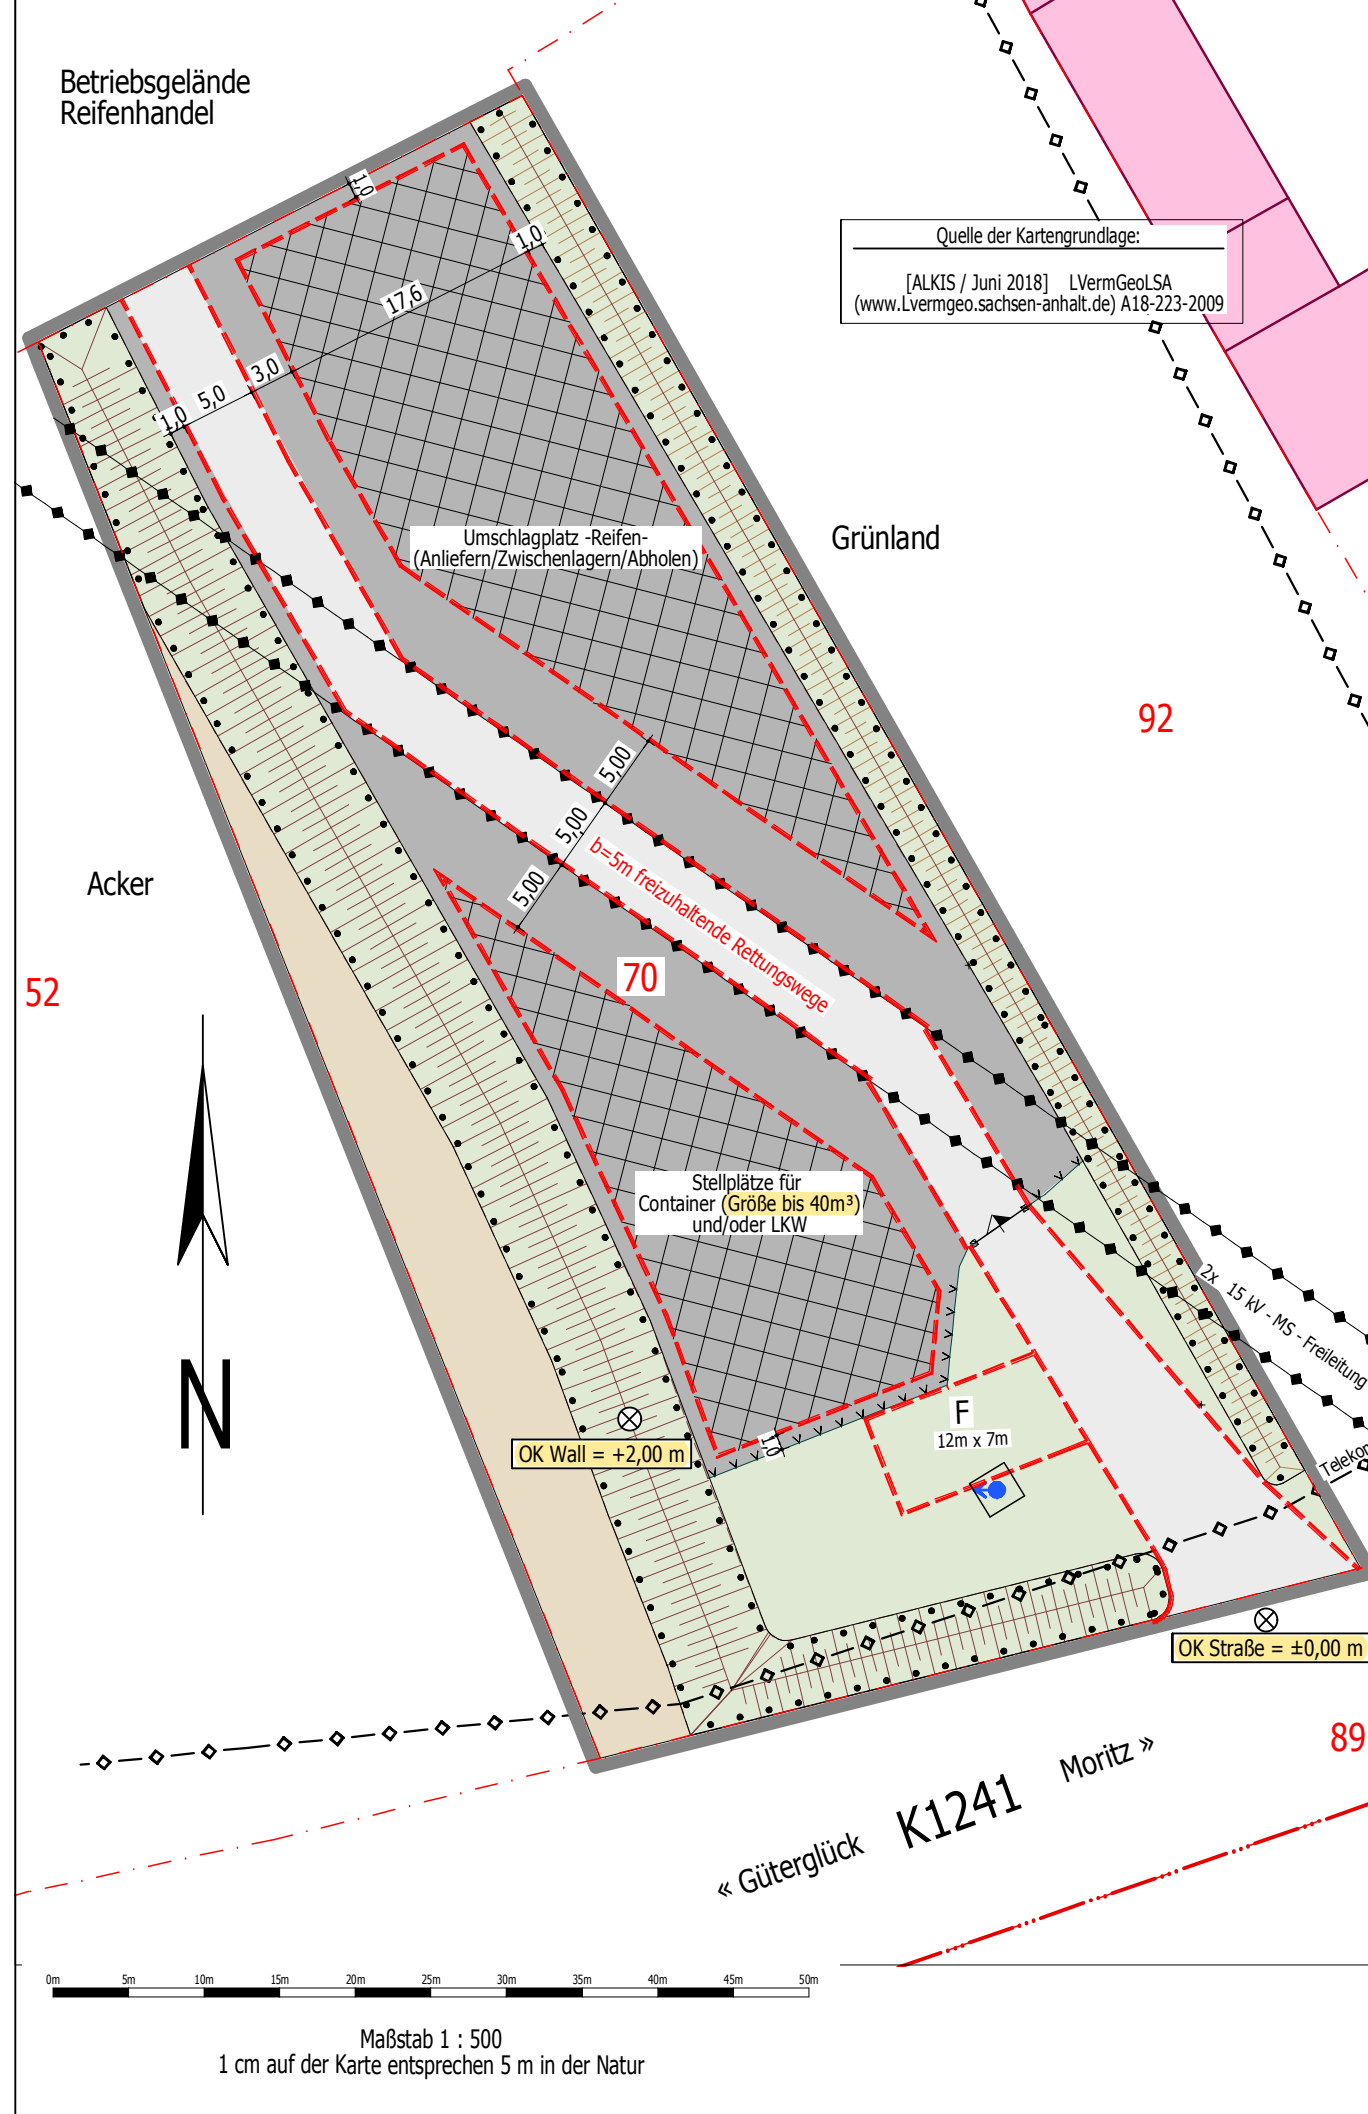 Betriebsgelände
Reifenhandel
Quelle der Kartengrundlage:
[ALKIS / Juni 2018] LVermGeoLSA
(www.Lvermgeo.sachsen-anhalt.de) A18-223-2009
1,0
1,0
17,6
3,0
5,0
1,0
Umschlagplatz -Reifen-
(Anliefern/Zwischenlagern/Abholen)
Grünland
92
5,00
5,00
5,00
b=5m freizuhaltende Rettungswege
Acker
70
52
Stellplätze für
Container (Größe bis 40m³)
und/oder LKW
2x 15 kV - MS - Freileitung
N
F
12m x 7m
1,0
OK Wall = +2,00 m
Telekom
OK Straße = ±0,00 m
89
« Güterglück K1241 Moritz »
0m 5m 10m 15m 20m 25m 30m 35m 40m 45m 50m
Maßstab 1 : 500
1 cm auf der Karte entsprechen 5 m in der Natur